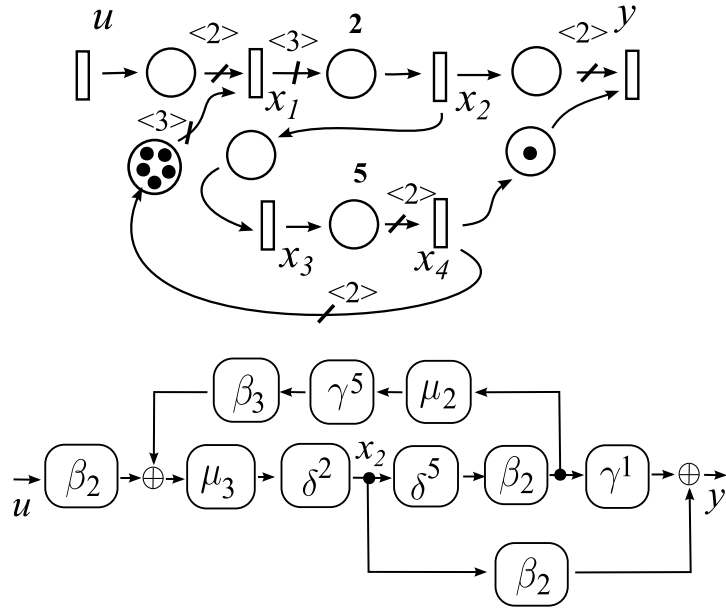 u <2> <3> 2 <2> y
x₁ x₂
<3>
5
<2>
x₃ x₄
<2>
β₃ γ⁵ μ₂
β₂ ⊕ μ₃ δ² x₂ δ⁵ β₂ γ¹ ⊕
u y
β₂